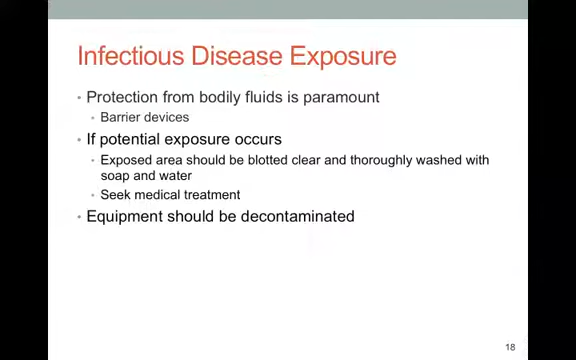 Infectious Disease Exposure
• Protection from bodily fluids is paramount
• Barrier devices
• If potential exposure occurs
• Exposed area should be blotted clear and thoroughly washed with
soap and water
• Seek medical treatment
• Equipment should be decontaminated
18